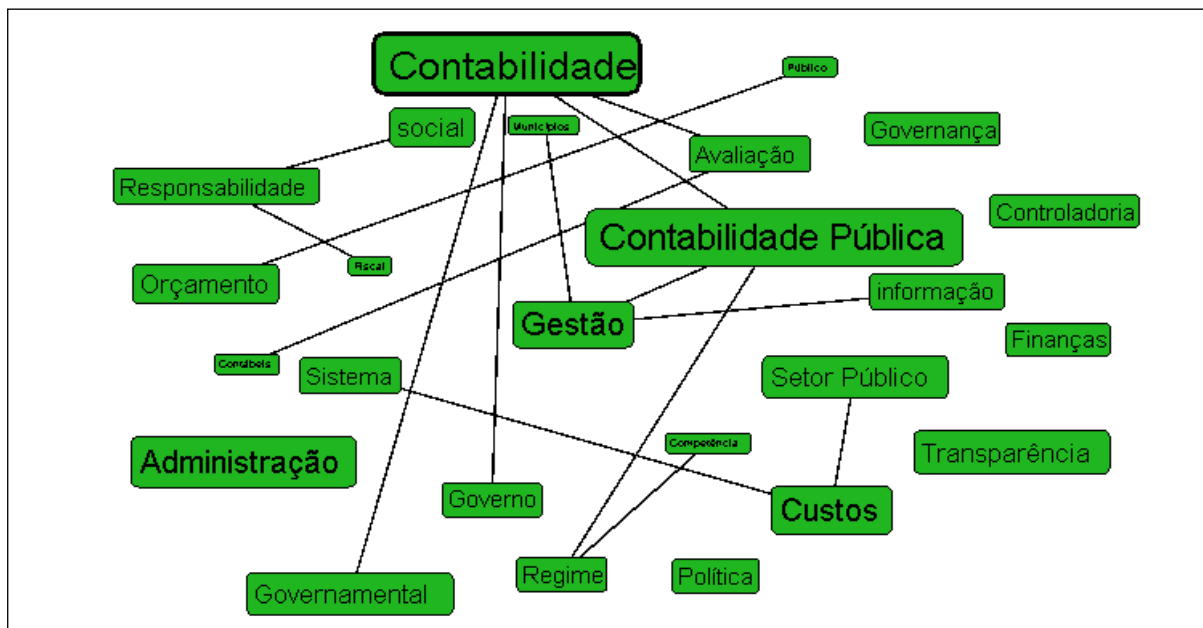 Contabilidade
Público
social
Municípios
Governança
Avaliação
Responsabilidade
Controladoria
Contabilidade Pública
Fiscal
Orçamento
informação
Gestão
Finanças
Contábeis
Sistema
Setor Público
Competência
Transparência
Administração
Governo
Custos
Regime
Política
Governamental